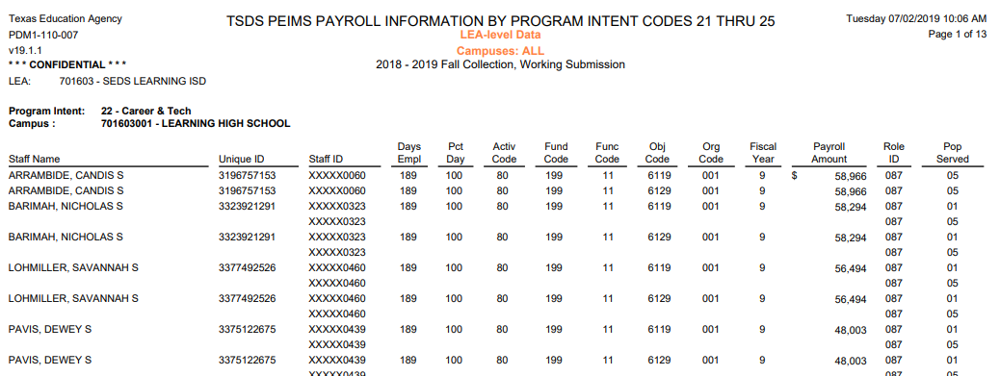 Texas Education Agency TSDS PEIMS PAYROLL INFORMATION BY PROGRAM INTENT CODES 21 THRU 25 Tuesday 07/02/2019 10:06 AM
PDM1-110-007 LEA-level Data Page 1 of 13
v19.1.1 Campuses: ALL
* * * CONFIDENTIAL * * * 2018 - 2019 Fall Collection, Working Submission
LEA: 701603 - SEDS LEARNING ISD
Program Intent: 22 - Career & Tech
Campus : 701603001 - LEARNING HIGH SCHOOL
Days Pct Activ Fund Func Obj Org Fiscal Payroll Role Pop
Staff Name Unique ID Staff ID Empl Day Code Code Code Code Code Year Amount ID Served
ARRAMBIDE, CANDIS S 3196757153 XXXXX0060 189 100 80 199 11 6119 001 9 $ 58,966 087 05
ARRAMBIDE, CANDIS S 3196757153 XXXXX0060 189 100 80 199 11 6129 001 9 58,966 087 05
BARIMAH, NICHOLAS S 3323921291 XXXXX0323 189 100 80 199 11 6119 001 9 58,294 087 01
XXXXX0323 087 05
BARIMAH, NICHOLAS S 3323921291 XXXXX0323 189 100 80 199 11 6129 001 9 58,294 087 01
XXXXX0323 087 05
LOHMILLER, SAVANNAH S 3377492526 XXXXX0460 189 100 80 199 11 6119 001 9 56,494 087 01
XXXXX0460 087 05
LOHMILLER, SAVANNAH S 3377492526 XXXXX0460 189 100 80 199 11 6129 001 9 56,494 087 01
XXXXX0460 087 05
PAVIS, DEWEY S 3375122675 XXXXX0439 189 100 80 199 11 6119 001 9 48,003 087 01
XXXXX0439 087 05
PAVIS, DEWEY S 3375122675 XXXXX0439 189 100 80 199 11 6129 001 9 48,003 087 01
XXXXX0439 087 05